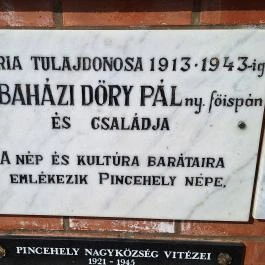 RIA TULAJDONOSA 1913-1943-ig
BAHÁZI DÖRY PÁL ny. főispán
ÉS CSALÁDJA
A NÉP ÉS KULTÚRA BARÁTAIRA
EMLÉKEZIK PINCEHELY NÉPE.
PINCEHELY NAGYKÖZSÉG VITÉZEI
1921-1945